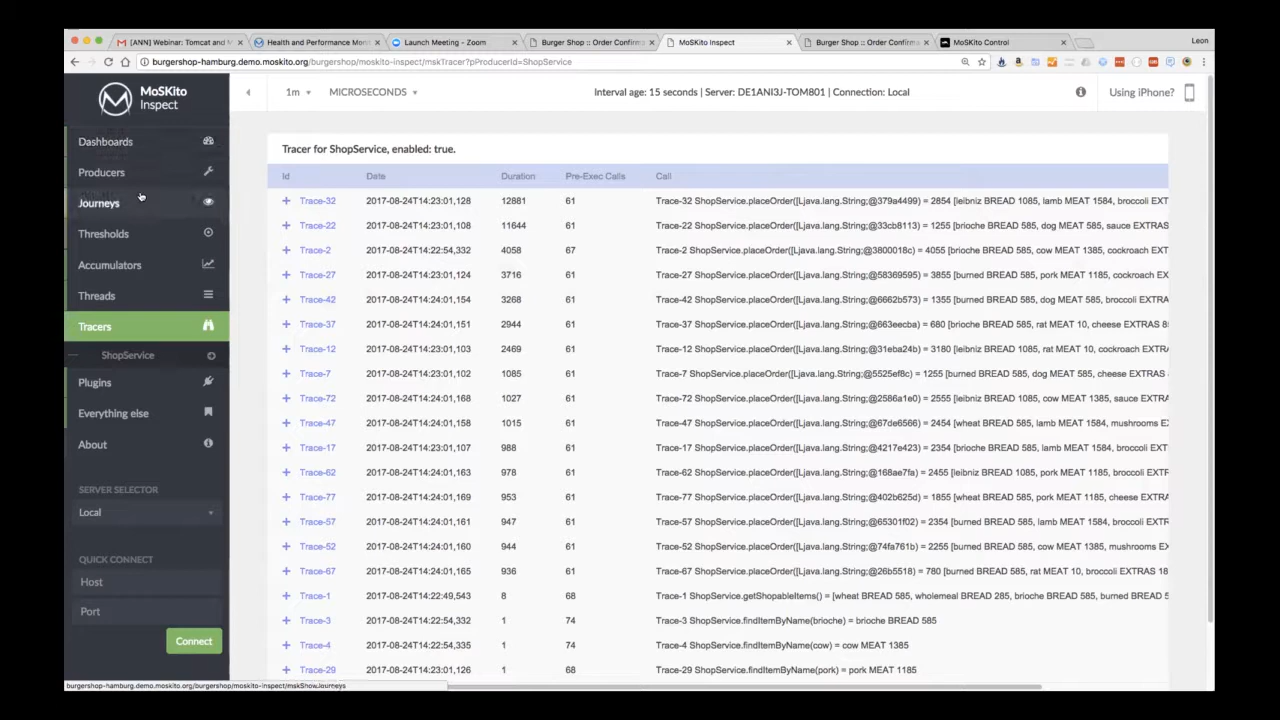 [ANN] Webinar: Tomcat and M
Health and Performance Mon
Launch Meeting - Zoom
Burger Shop :: Order Confirma
MoSKito Inspect
Burger Shop :: Order Confirma
MoSKito Control
Leon
burgershop-hamburg.demo.moskito.org/burgershop/moskito-inspect/mskTracer?pProducerId=ShopService
MoSKito
Inspect
1m
MICROSECONDS
Interval age: 15 seconds | Server: DE1ANI3J-TOM801 | Connection: Local
Using iPhone?
Dashboards
Producers
Journeys
Thresholds
Accumulators
Threads
Tracers
ShopService
Plugins
Everything else
About
SERVER SELECTOR
Local
QUICK CONNECT
Host
Port
Connect
Tracer for ShopService, enabled: true.
Id Date Duration Pre-Exec Calls Call
Trace-32 2017-08-24T14:23:01,128 12881 61 Trace-32 ShopService.placeOrder([Ljava.lang.String;@379a4499) = 2854 [leibniz BREAD 1085, lamb MEAT 1584, broccoli EXT
Trace-22 2017-08-24T14:23:01,108 11644 61 Trace-22 ShopService.placeOrder([Ljava.lang.String;@33cb8113) = 1255 [brioche BREAD 585, dog MEAT 585, sauce EXTRAS
Trace-2 2017-08-24T14:22:54,332 4058 67 Trace-2 ShopService.placeOrder([Ljava.lang.String;@3800018c) = 4055 [brioche BREAD 585, cow MEAT 1385, cockroach EX
Trace-27 2017-08-24T14:23:01,124 3716 61 Trace-27 ShopService.placeOrder([Ljava.lang.String;@58369595) = 3855 [burned BREAD 585, pork MEAT 1185, cockroach E
Trace-42 2017-08-24T14:24:01,154 3268 61 Trace-42 ShopService.placeOrder([Ljava.lang.String;@6662b573) = 1355 [burned BREAD 585, dog MEAT 585, broccoli EXTRA
Trace-37 2017-08-24T14:24:01,151 2944 61 Trace-37 ShopService.placeOrder([Ljava.lang.String;@663eecba) = 680 [brioche BREAD 585, rat MEAT 10, cheese EXTRAS 8
Trace-12 2017-08-24T14:23:01,103 2469 61 Trace-12 ShopService.placeOrder([Ljava.lang.String;@31eba24b) = 3180 [leibniz BREAD 1085, rat MEAT 10, cockroach EXTR
Trace-7 2017-08-24T14:23:01,102 1085 61 Trace-7 ShopService.placeOrder([Ljava.lang.String;@5525ef8c) = 1255 [burned BREAD 585, dog MEAT 585, cheese EXTRAS
Trace-72 2017-08-24T14:24:01,168 1022 61 Trace-72 ShopService.placeOrder([Ljava.lang.String;@2586a1e0) = 2555 [leibniz BREAD 1085, cow MEAT 1385, sauce EXTRA
Trace-47 2017-08-24T14:24:01,158 1015 61 Trace-47 ShopService.placeOrder([Ljava.lang.String;@67de6566) = 2454 [wheat BREAD 585, lamb MEAT 1584, mushrooms E
Trace-17 2017-08-24T14:23:01,107 988 61 Trace-17 ShopService.placeOrder([Ljava.lang.String;@4217e423) = 2354 [brioche BREAD 585, lamb MEAT 1584, broccoli EXTR
Trace-62 2017-08-24T14:24:01,163 978 61 Trace-62 ShopService.placeOrder([Ljava.lang.String;@168ae7fa) = 2455 [leibniz BREAD 1085, pork MEAT 1185, broccoli EXT
Trace-77 2017-08-24T14:24:01,169 953 61 Trace-77 ShopService.placeOrder([Ljava.lang.String;@402b625d) = 1855 [wheat BREAD 585, pork MEAT 1185, cheese EXTRA
Trace-57 2017-08-24T14:24:01,161 947 61 Trace-57 ShopService.placeOrder([Ljava.lang.String;@65301f02) = 2354 [burned BREAD 585, lamb MEAT 1584, broccoli EXTR
Trace-52 2017-08-24T14:24:01,160 944 61 Trace-52 ShopService.placeOrder([Ljava.lang.String;@74fa761b) = 2255 [burned BREAD 585, cow MEAT 1385, mushrooms E
Trace-67 2017-08-24T14:24:01,165 936 61 Trace-67 ShopService.placeOrder([Ljava.lang.String;@26b5518) = 780 [burned BREAD 585, rat MEAT 10, broccoli EXTRAS 18
Trace-1 2017-08-24T14:22:49,543 8 68 Trace-1 ShopService.getShopableItems() = [wheat BREAD 585, wholemeal BREAD 285, brioche BREAD 585, burned BREAD 5
Trace-3 2017-08-24T14:22:54,332 1 74 Trace-3 ShopService.findItemByName(brioche) = brioche BREAD 585
Trace-4 2017-08-24T14:22:54,335 1 74 Trace-4 ShopService.findItemByName(cow) = cow MEAT 1385
Trace-29 2017-08-24T14:23:01,126 1 68 Trace-29 ShopService.findItemByName(pork) = pork MEAT 1185
burgershop-hamburg.demo.moskito.org/burgershop/moskito-inspect/mskShowJourneys